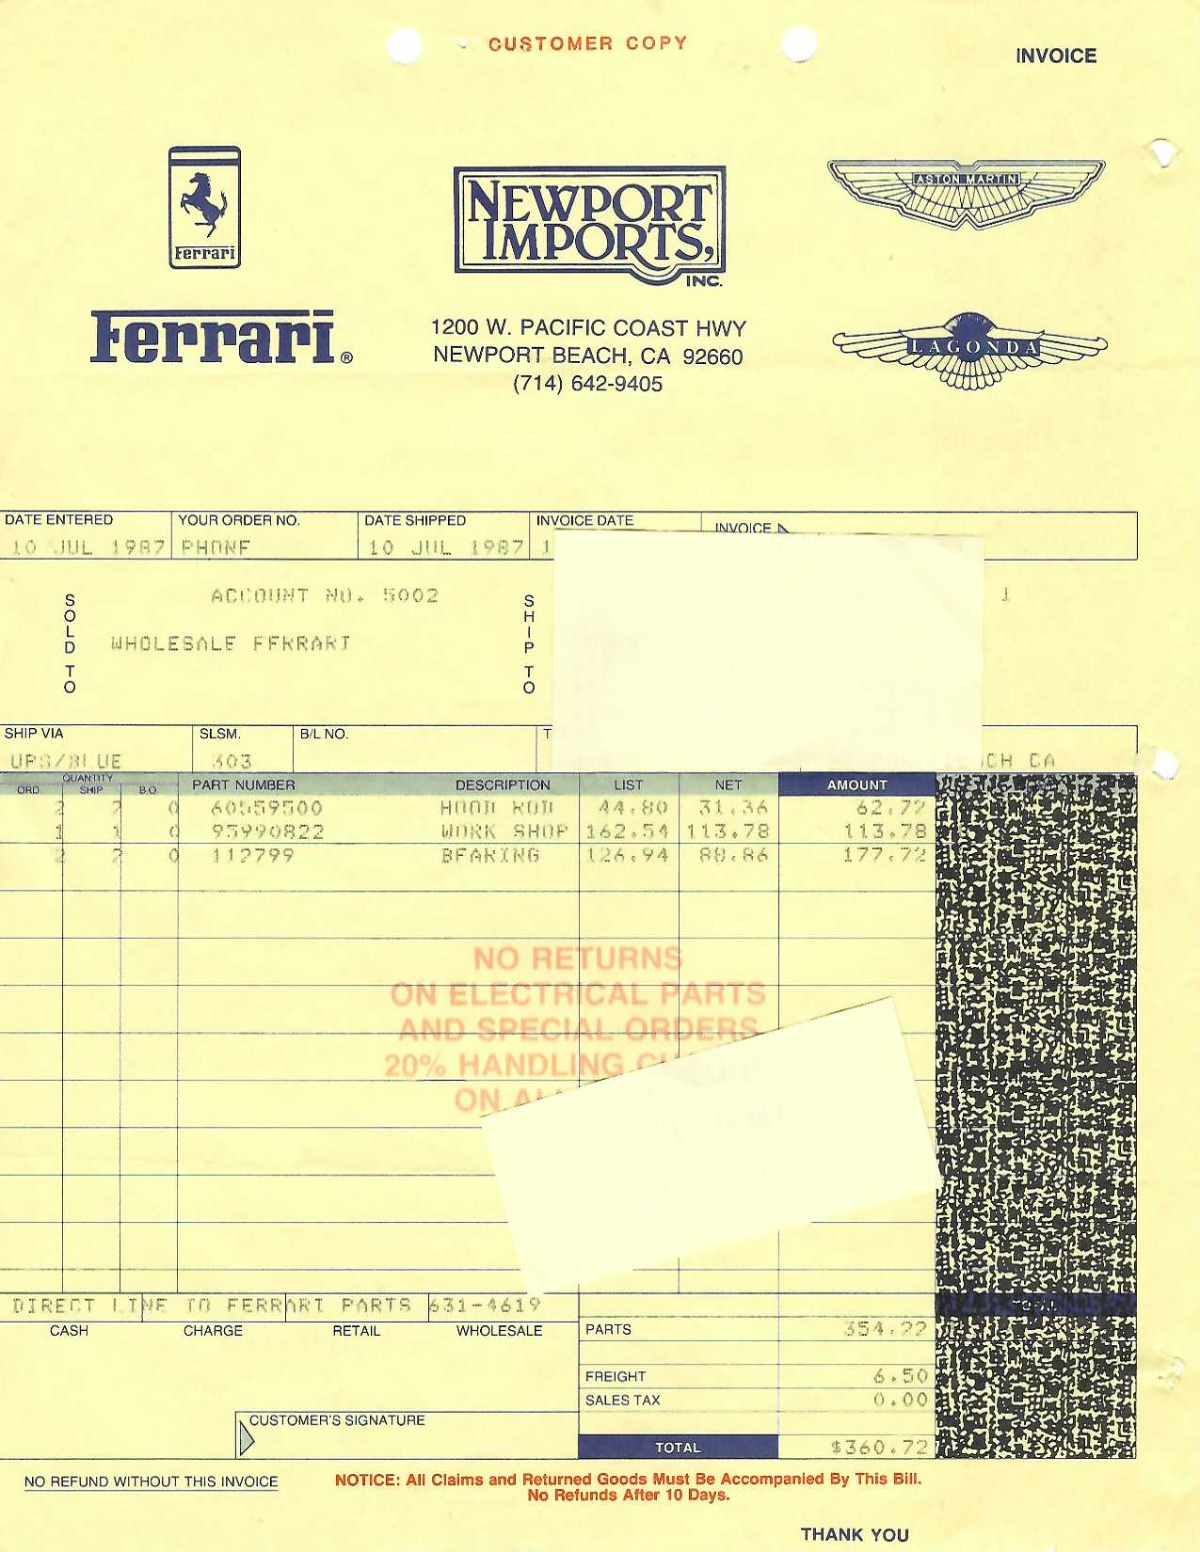 CUSTOMER COPY
INVOICE
Ferrari
NEWPORT IMPORTS, INC.
ASTON MARTIN
Ferrari®
1200 W. PACIFIC COAST HWY
NEWPORT BEACH, CA 92660
(714) 642-9405
LAGONDA
DATE ENTERED YOUR ORDER NO. DATE SHIPPED INVOICE DATE INVOICE
10 JUL 1987 PHONE 10 JUL 1987 1
SOLD TO
ACCOUNT NO. 5002
SHIP TO
1
WHOLESALE FERRARI
SHIP VIA SLSM. B/L NO. T
UPS/BLUE 303 CH CA
QUANTITY
ORD. SHIP B.O PART NUMBER DESCRIPTION LIST NET AMOUNT
2 2 0 60559500 HOOD ROD 44.80 31.36 62.72
1 1 0 95990822 WORK SHOP 162.54 113.78 113.78
2 2 0 112799 BEARING 126.94 88.86 177.72
NO RETURNS
ON ELECTRICAL PARTS
AND SPECIAL ORDERS
20% HANDLING
ON
DIRECT LINE TO FERRARI PARTS 631-4619
CASH CHARGE RETAIL WHOLESALE PARTS 354.22
FREIGHT 6.50
SALES TAX 0.00
CUSTOMER'S SIGNATURE
TOTAL $360.72
NO REFUND WITHOUT THIS INVOICE
NOTICE: All Claims and Returned Goods Must Be Accompanied By This Bill.
No Refunds After 10 Days.
THANK YOU